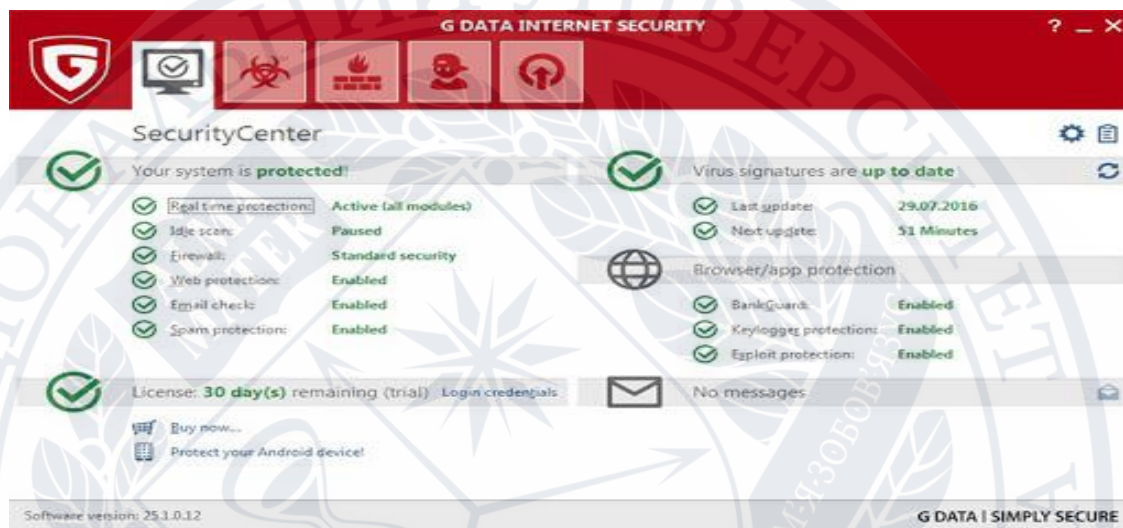 G DATA INTERNET SECURITY
SecurityCenter
Your system is protected!
Real time protection: Active (all modules)
Idle scan: Paused
Firewall: Standard security
Web protection: Enabled
Email check: Enabled
Spam protection: Enabled
License: 30 day(s) remaining (trial) Login credentials
Buy now...
Protect your Android device!
Virus signatures are up to date
Last update: 29.07.2016
Next update: 51 Minutes
Browser/app protection
BankGuard: Enabled
Keylogger protection: Enabled
Exploit protection: Enabled
No messages
Software version: 25.1.0.12
G DATA | SIMPLY SECURE